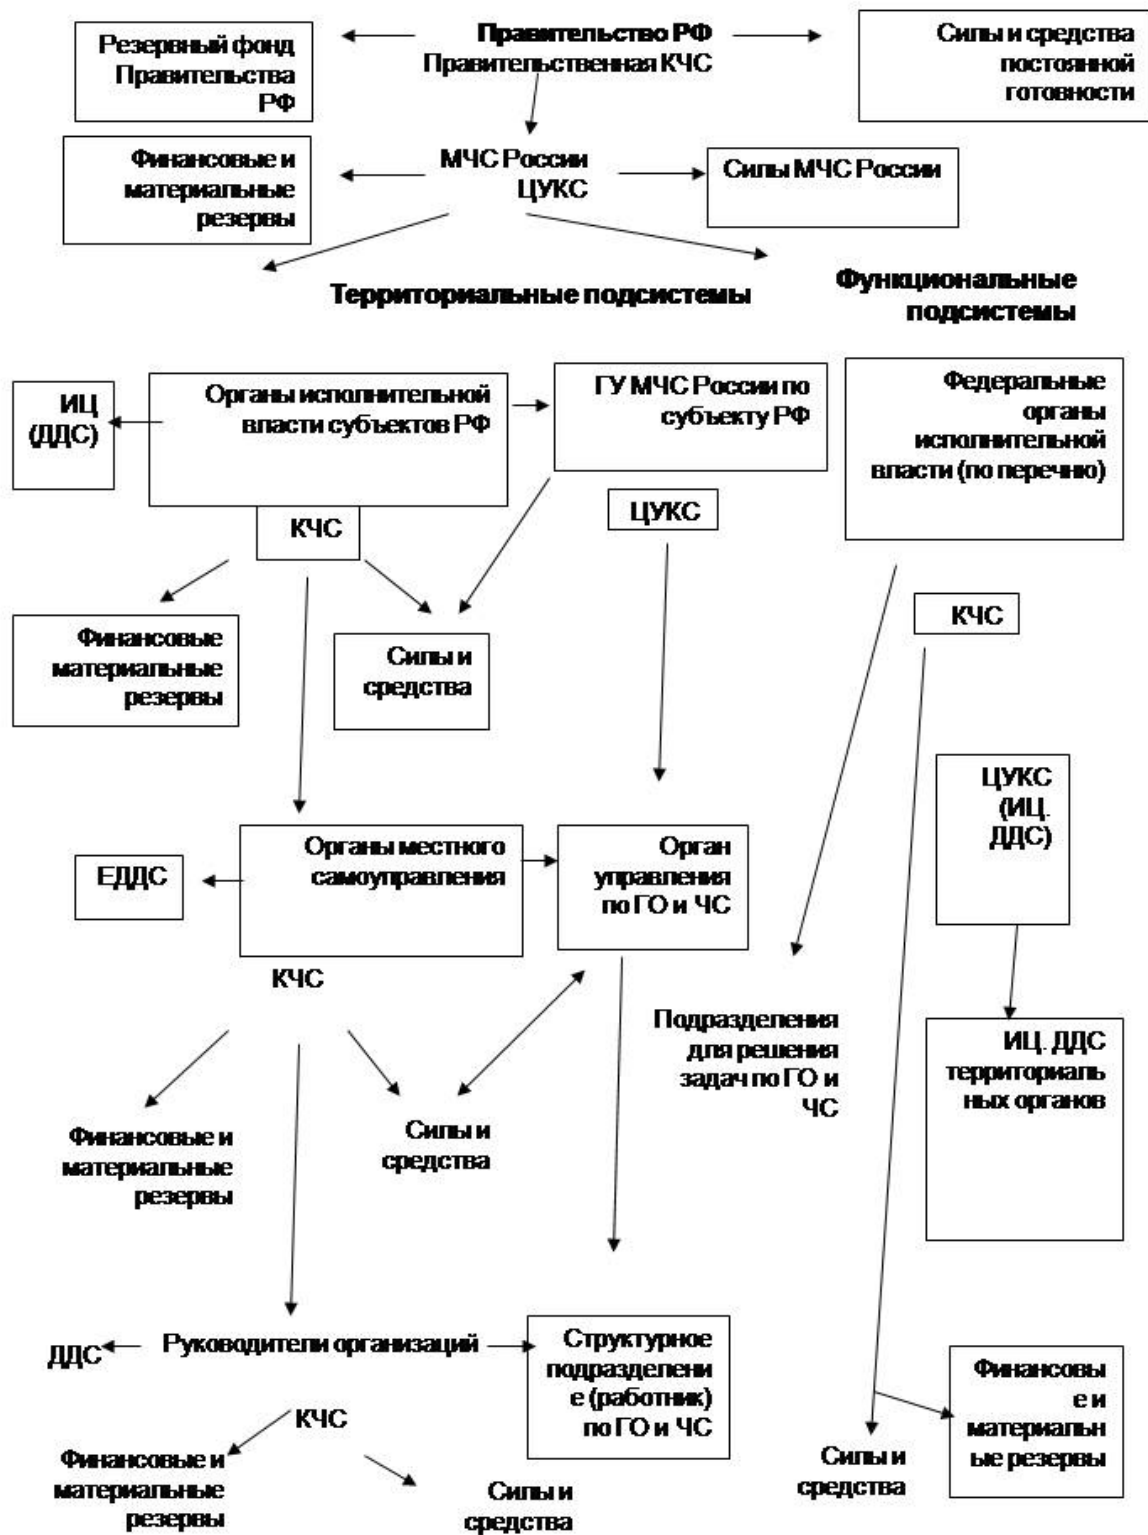 Резервный фонд
Правительства
РФ
Правительство РФ
Правительственная КЧС
Силы и средства
постоянной
готовности
Финансовые и
материальные
резервы
МЧС России
ЦУКС
Силы МЧС России
Территориальные подсистемы
Функциональные
подсистемы
ИЦ
(ДДС)
Органы исполнительной
власти субъектов РФ
ГУ МЧС России по
субъекту РФ
Федеральные
органы
исполнительной
власти (по перечню)
КЧС
ЦУКС
КЧС
Финансовые
материальные
резервы
Силы и
средства
ЦУКС
(ИЦ.
ДДС)
ЕДДС
Органы местного
самоуправления
Орган
управления
по ГО и ЧС
КЧС
Подразделения
для решения
задач по ГО и
ЧС
ИЦ. ДДС
территориаль
ных органов
Финансовые и
материальные
резервы
Силы и
средства
ДДС
Руководители организаций
Структурное
подразделени
е (работник)
по ГО и ЧС
Финансовы
е и
материальн
ые резервы
КЧС
Финансовые и
материальные
резервы
Силы и
средства
Силы и
средства